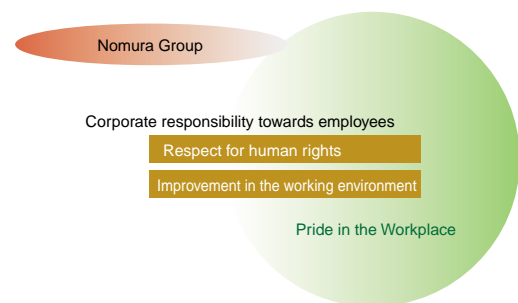 Nomura Group
Corporate responsibility towards employees
Respect for human rights
Improvement in the working environment
Pride in the Workplace